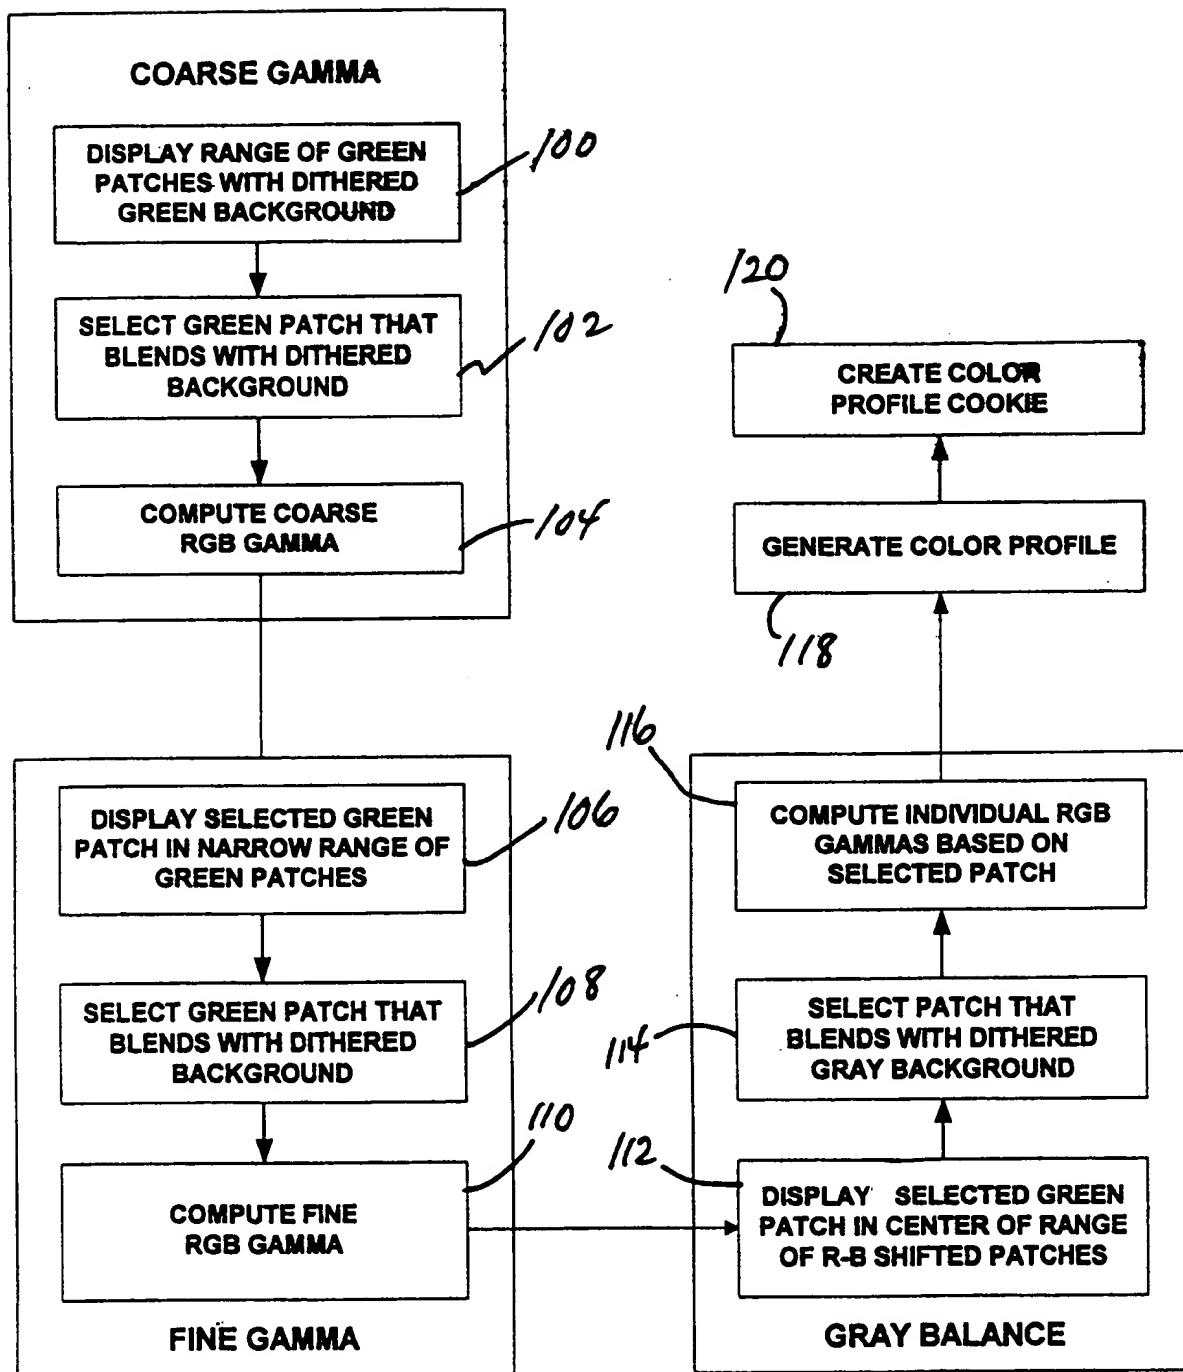 COARSE GAMMA
DISPLAY RANGE OF GREEN
PATCHES WITH DITHERED
GREEN BACKGROUND
100
SELECT GREEN PATCH THAT
BLENDS WITH DITHERED
BACKGROUND
102
COMPUTE COARSE
RGB GAMMA
104
DISPLAY SELECTED GREEN
PATCH IN NARROW RANGE OF
GREEN PATCHES
106
SELECT GREEN PATCH THAT
BLENDS WITH DITHERED
BACKGROUND
108
COMPUTE FINE
RGB GAMMA
110
FINE GAMMA
112
DISPLAY SELECTED GREEN
PATCH IN CENTER OF RANGE
OF R-B SHIFTED PATCHES
114
SELECT PATCH THAT
BLENDS WITH DITHERED
GRAY BACKGROUND
116
COMPUTE INDIVIDUAL RGB
GAMMAS BASED ON
SELECTED PATCH
GRAY BALANCE
GENERATE COLOR PROFILE
118
120
CREATE COLOR
PROFILE COOKIE